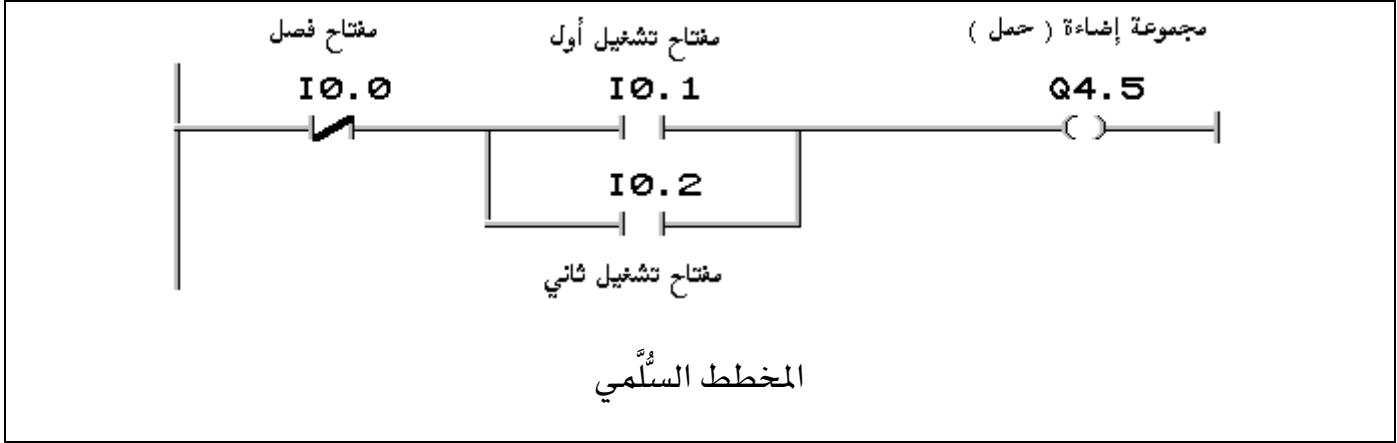 مفتاح فصل
مفتاح تشغيل أول
مجموعة إضاءة ( حمل )
I0.0
I0.1
Q4.5
I0.2
مفتاح تشغيل ثاني
المخطط السُّلَّمي